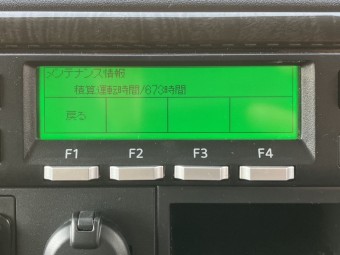 メンテナンス情報
積算運転時間/673時間
戻る
F1 F2 F3 F4